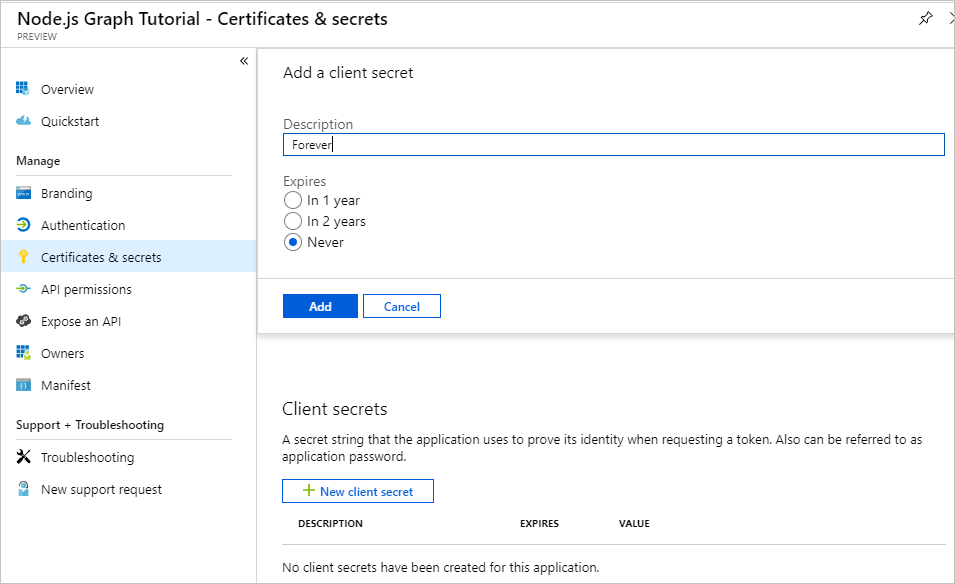 Node.js Graph Tutorial - Certificates & secrets
PREVIEW
«
Overview
Quickstart
Manage
Branding
Authentication
Certificates & secrets
API permissions
Expose an API
Owners
Manifest
Support + Troubleshooting
Troubleshooting
New support request
Add a client secret
Description
Forever
Expires
In 1 year
In 2 years
Never
Add Cancel
Client secrets
A secret string that the application uses to prove its identity when requesting a token. Also can be referred to as
application password.
+ New client secret
DESCRIPTION EXPIRES VALUE
No client secrets have been created for this application.